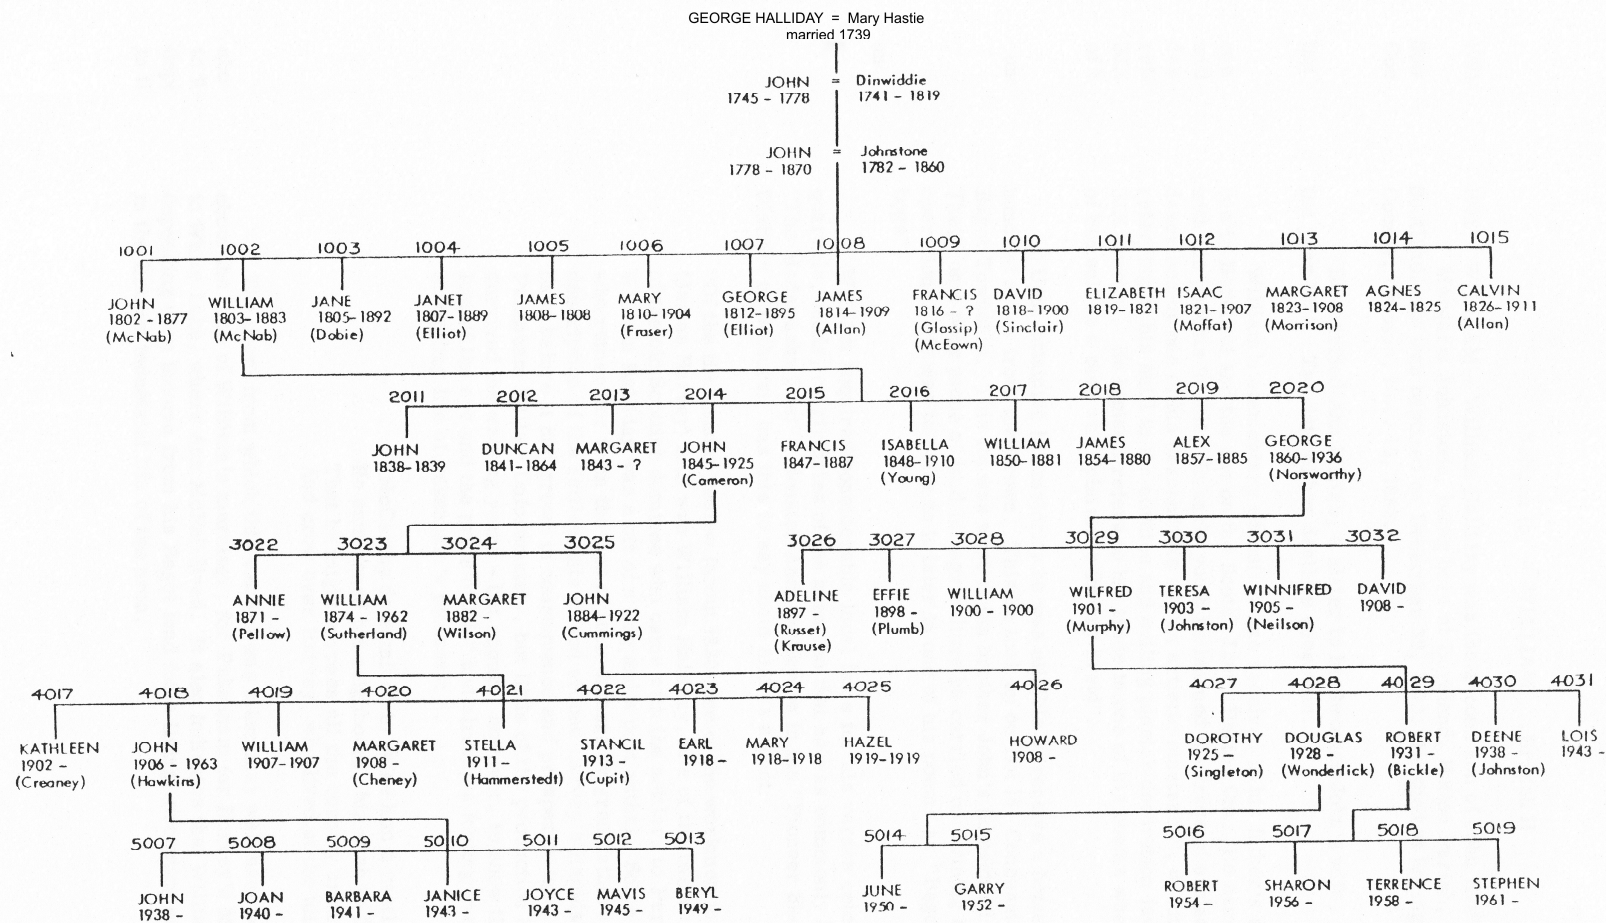 GEORGE HALLIDAY = Mary Hastie
married 1739
JOHN = Dinwiddie
1745 - 1778 1741 - 1819
JOHN = Johnstone
1778 - 1870 1782 - 1860
1001 1002 1003 1004 1005 1006 1007 1008 1009 1010 1011 1012 1013 1014 1015
JOHN WILLIAM JANE JANET JAMES MARY GEORGE JAMES FRANCIS DAVID ELIZABETH ISAAC MARGARET AGNES CALVIN
1802 - 1877 1803 - 1883 1805 - 1892 1807 - 1889 1808 - 1808 1810 - 1904 1812 - 1895 1814 - 1909 1816 - ? 1818 - 1900 1819 - 1821 1821 - 1907 1823 - 1908 1824 - 1825 1826 - 1911
(McNab) (McNab) (Dobie) (Elliot) (Fraser) (Elliot) (Allan) (Glossip) (Sinclair) (Moffat) (Morrison) (Allan)
(McEown)
2011 2012 2013 2014 2015 2016 2017 2018 2019 2020
JOHN DUNCAN MARGARET JOHN FRANCIS ISABELLA WILLIAM JAMES ALEX GEORGE
1838 - 1839 1841 - 1864 1843 - ? 1845 - 1925 1847 - 1887 1848 - 1910 1850 - 1881 1854 - 1880 1857 - 1885 1860 - 1936
(Cameron) (Young) (Norsworthy)
3022 3023 3024 3025 3026 3027 3028 3029 3030 3031 3032
ANNIE WILLIAM MARGARET JOHN ADELINE EFFIE WILLIAM WILFRED TERESA WINNIFRED DAVID
1871 - 1874 - 1962 1882 - 1884 - 1922 1897 - 1898 - 1900 - 1900 1901 - 1903 - 1905 - 1908 -
(Pellow) (Sutherland) (Wilson) (Cummings) (Russet) (Plumb) (Murphy) (Johnston) (Neilson)
(Krause)
4017 4018 4019 4020 4021 4022 4023 4024 4025 4026 4027 4028 4029 4030 4031
KATHLEEN JOHN WILLIAM MARGARET STELLA STANCIL EARL MARY HAZEL HOWARD DOROTHY DOUGLAS ROBERT DEENE LOIS
1902 - 1906 - 1963 1907 - 1907 1908 - 1911 - 1913 - 1918 - 1918 - 1918 1919 - 1919 1908 - 1925 - 1928 - 1931 - 1938 - 1943 -
(Creaney) (Hawkins) (Cheney) (Hammerstedt) (Cupit) (Singleton) (Wonderlick) (Bickle) (Johnston)
5007 5008 5009 5010 5011 5012 5013 5014 5015 5016 5017 5018 5019
JOHN JOAN BARBARA JANICE JOYCE MAVIS BERYL JUNE GARRY ROBERT SHARON TERRENCE STEPHEN
1938 - 1940 - 1941 - 1943 - 1943 - 1945 - 1949 - 1950 - 1952 - 1954 - 1956 - 1958 - 1961 -